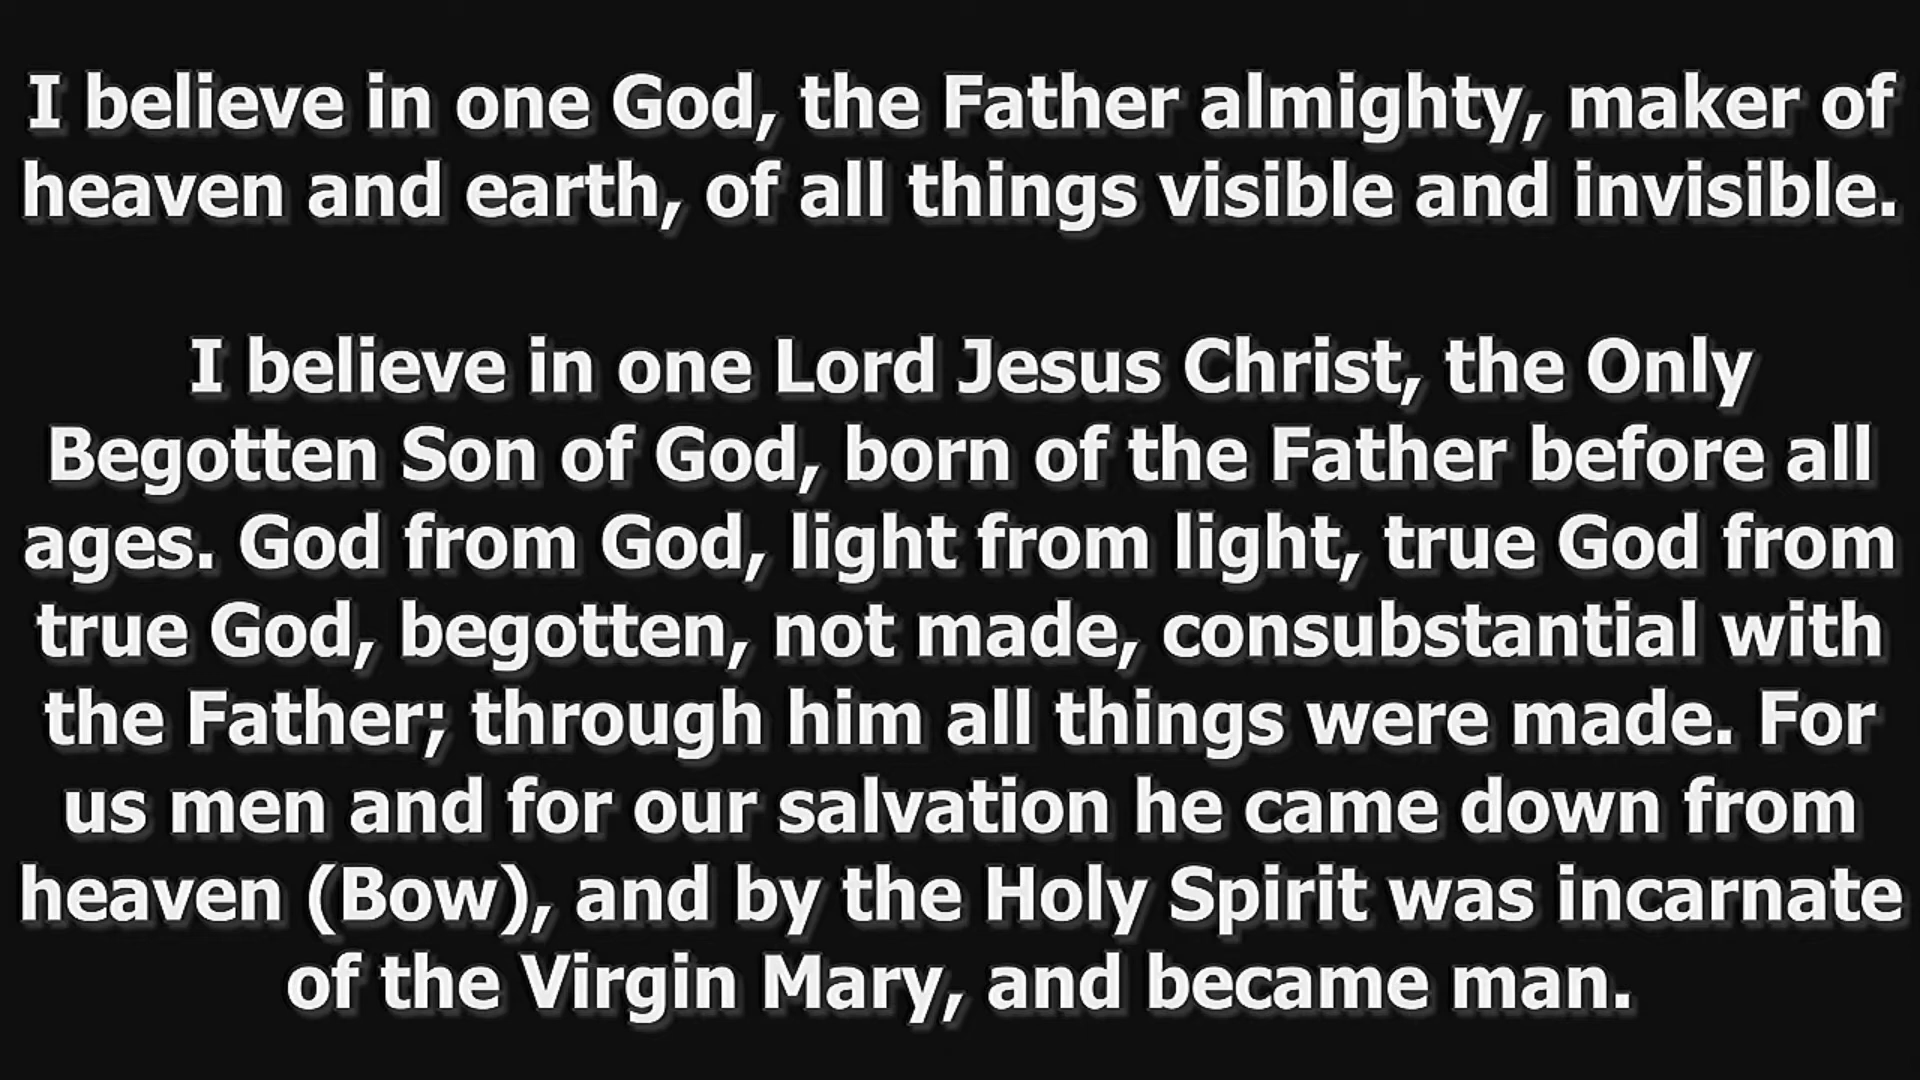 I believe in one God, the Father almighty, maker of
heaven and earth, of all things visible and invisible.
I believe in one Lord Jesus Christ, the Only
Begotten Son of God, born of the Father before all
ages. God from God, light from light, true God from
true God, begotten, not made, consubstantial with
the Father; through him all things were made. For
us men and for our salvation he came down from
heaven (Bow), and by the Holy Spirit was incarnate
of the Virgin Mary, and became man.